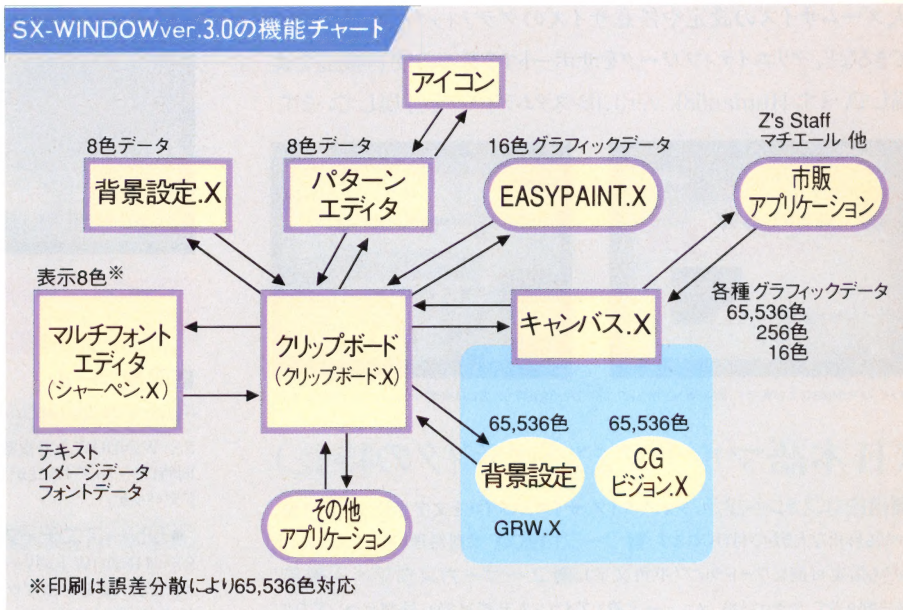 SX-WINDOWver.3.0の機能チャート
アイコン
8色データ
背景設定.X
8色データ
パターン
エディタ
16色グラフィックデータ
EASYPAINT.X
Z's Staff
マチエール 他
市販
アプリケーション
表示8色※
マルチフォント
エディタ
(シャーペン.X)
テキスト
イメージデータ
フォントデータ
クリップボード
(クリップボード.X)
キャンバス.X
各種グラフィックデータ
65,536色
256色
16色
65,536色
背景設定
GRW.X
65,536色
CG
ビジョン.X
その他
アプリケーション
※印刷は誤差分散により65,536色対応